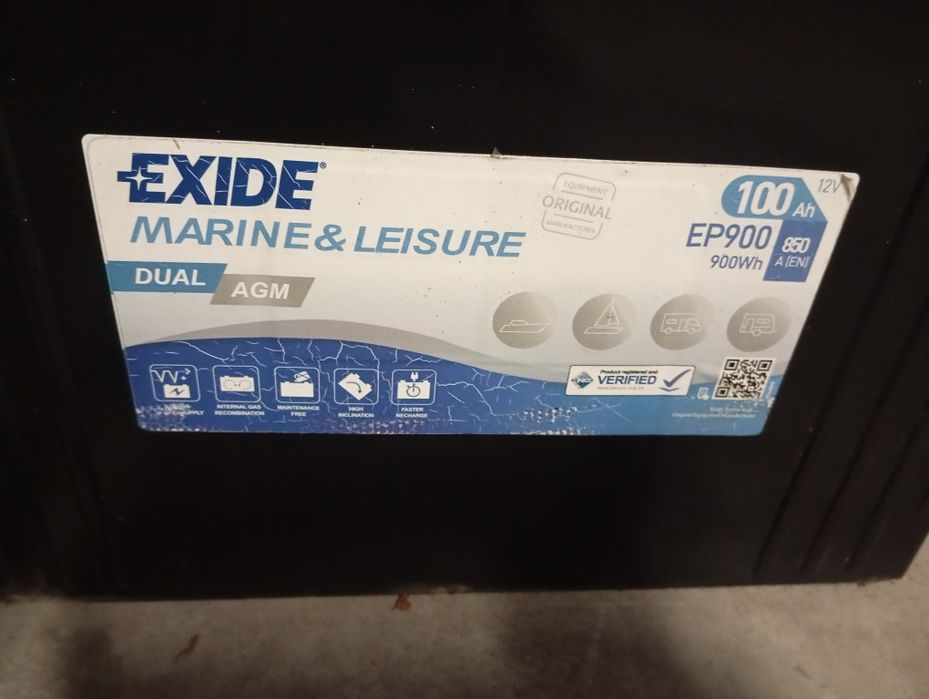 EXIDE®
MARINE & LEISURE
DUAL
AGM
EQUIPMENT
ORIGINAL
MANUFACTURER
100 Ah
12V
EP900
900Wh
850
A (EN)
INTERNAL GAS
RECOMBINATION
MAINTENANCE
FREE
HIGH
INCLINATION
FASTER
RECHARGE
Product registered and
NCC
VERIFIED